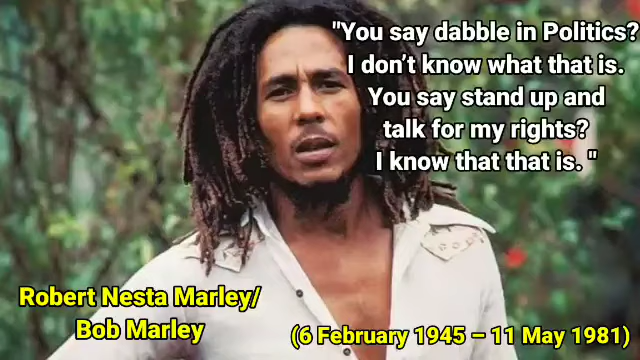 "You say dabble in Politics?
I don’t know what that is.
You say stand up and
talk for my rights?
I know that that is. "
Robert Nesta Marley/
Bob Marley
(6 February 1945 – 11 May 1981)